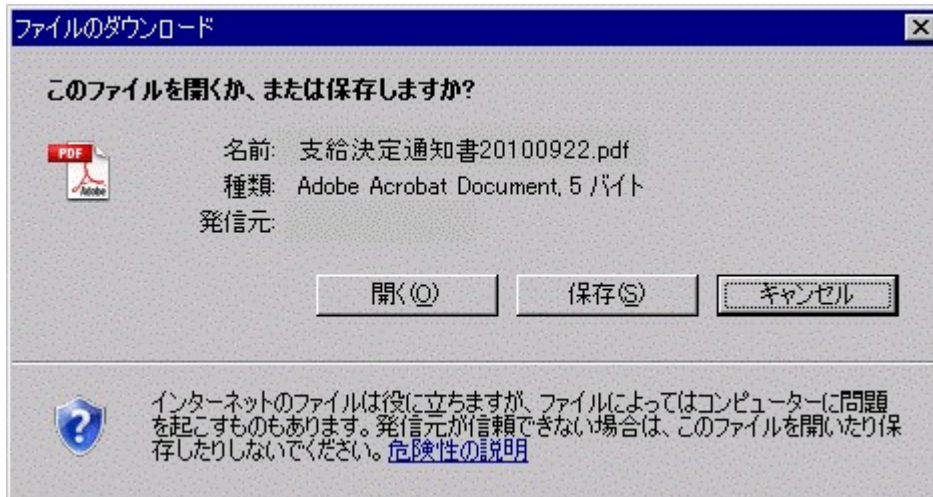 ファイルのダウンロード
このファイルを開くか、または保存しますか?
PDF
Adobe
名前: 支給決定通知書20100922.pdf
種類: Adobe Acrobat Document, 5 バイト
発信元:
開く(O) 保存(S) キャンセル
インターネットのファイルは役に立ちますが、ファイルによってはコンピューターに問題
を起こすものもあります。発信元が信頼できない場合は、このファイルを開いたり保
存したりしないでください。危険性の説明